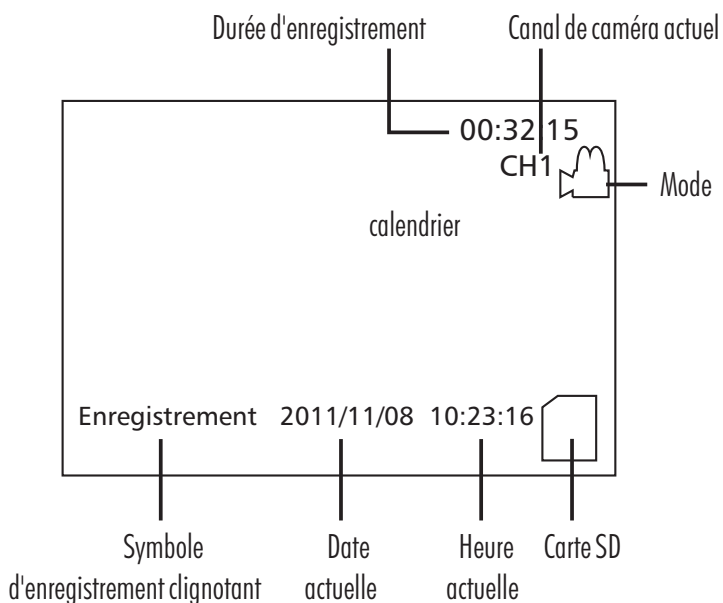 Durée d'enregistrement
Canal de caméra actuel
00:32:15
CH1
Mode
calendrier
Enregistrement 2011/11/08 10:23:16
Symbole
d'enregistrement clignotant
Date
actuelle
Heure
actuelle
Carte SD